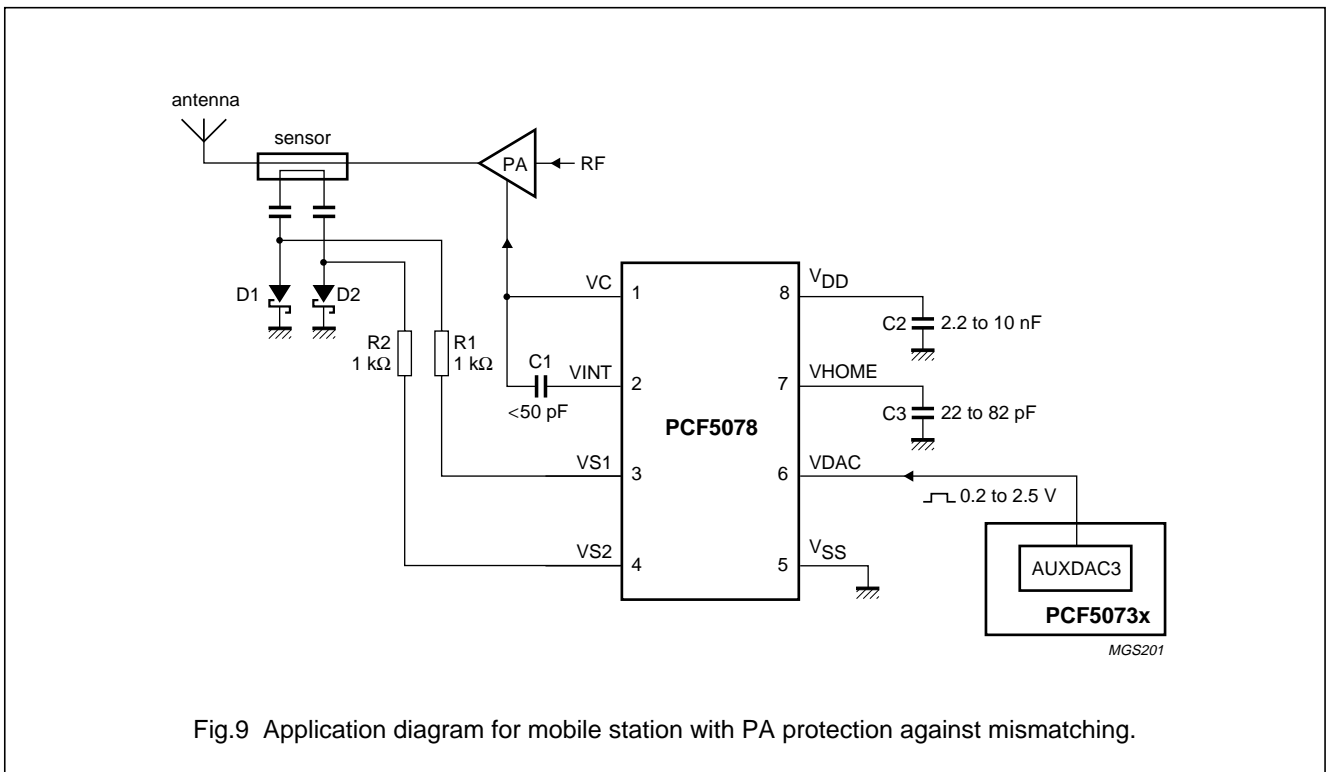 antenna
sensor
PA
RF
D1
D2
R2
1 kΩ
R1
1 kΩ
C1
<50 pF
VC
1
VINT
2
VS1
3
VS2
4
PCF5078
8
VDD
C2
2.2 to 10 nF
7
VHOME
C3
22 to 82 pF
6
VDAC
0.2 to 2.5 V
5
VSS
AUXDAC3
PCF5073x
MGS201
Fig.9 Application diagram for mobile station with PA protection against mismatching.